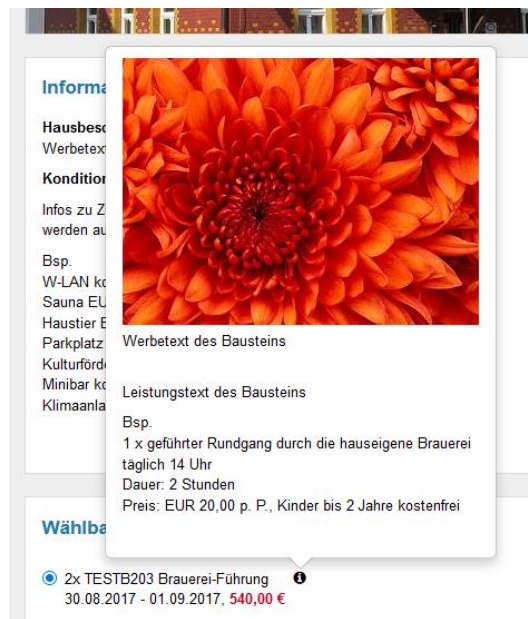 Informa
Hausbesc
Werbetex
Kondition
Infos zu Z
werden au
Bsp.
W-LAN ko
Sauna EU
Haustier E
Parkplatz
Kulturförde
Minibar ko
Klimaanla
Werbetext des Bausteins
Leistungstext des Bausteins
Bsp.
1 x geführter Rundgang durch die hauseigene Brauerei
täglich 14 Uhr
Dauer: 2 Stunden
Preis: EUR 20,00 p. P., Kinder bis 2 Jahre kostenfrei
Wählba
2x TESTB203 Brauerei-Führung
30.08.2017 - 01.09.2017, 540,00 €